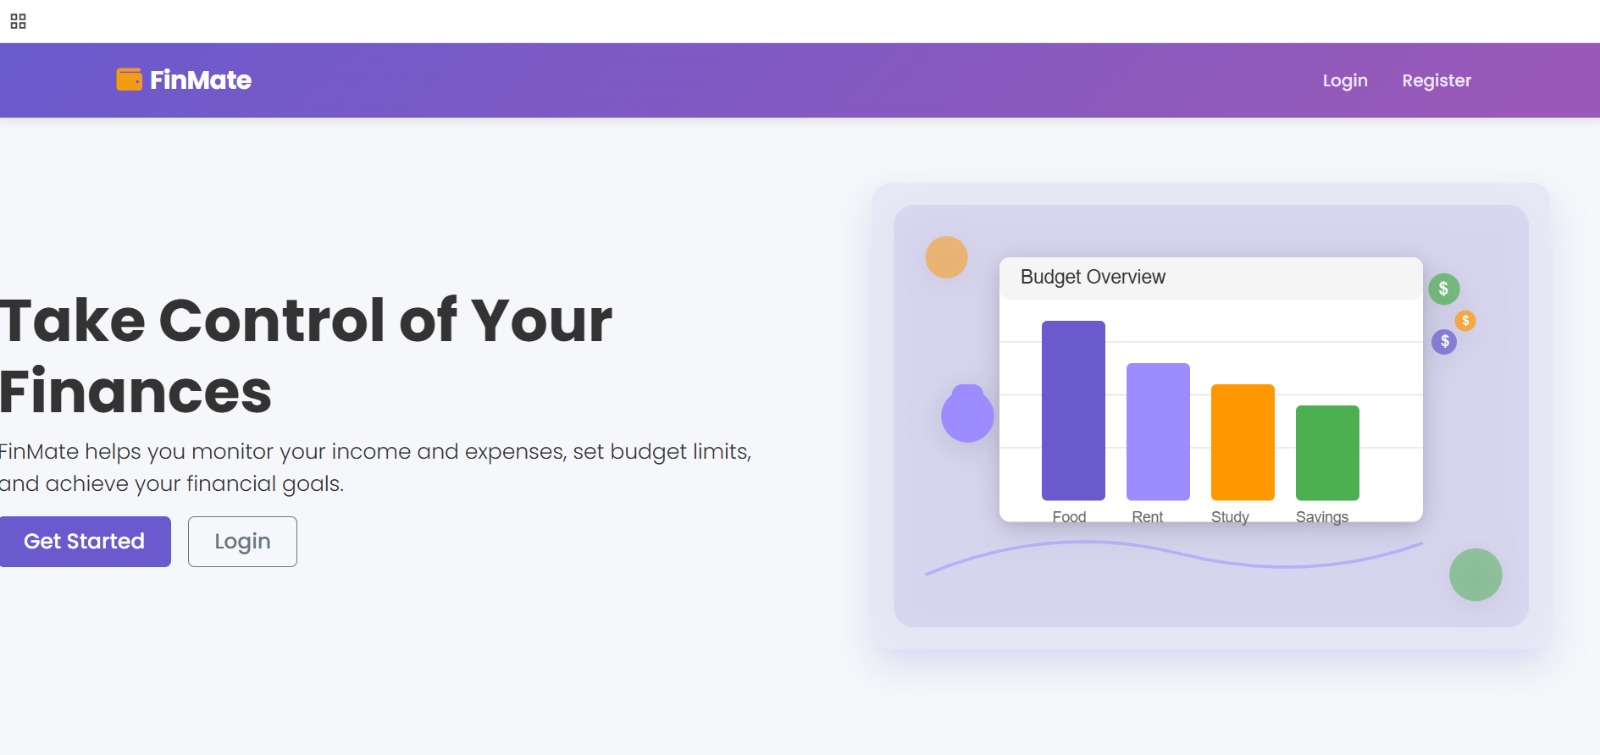 FinMate
Login
Register
Take Control of Your
Finances
FinMate helps you monitor your income and expenses, set budget limits,
and achieve your financial goals.
Get Started
Login
Budget Overview
$
$
$
Food
Rent
Study
Savings